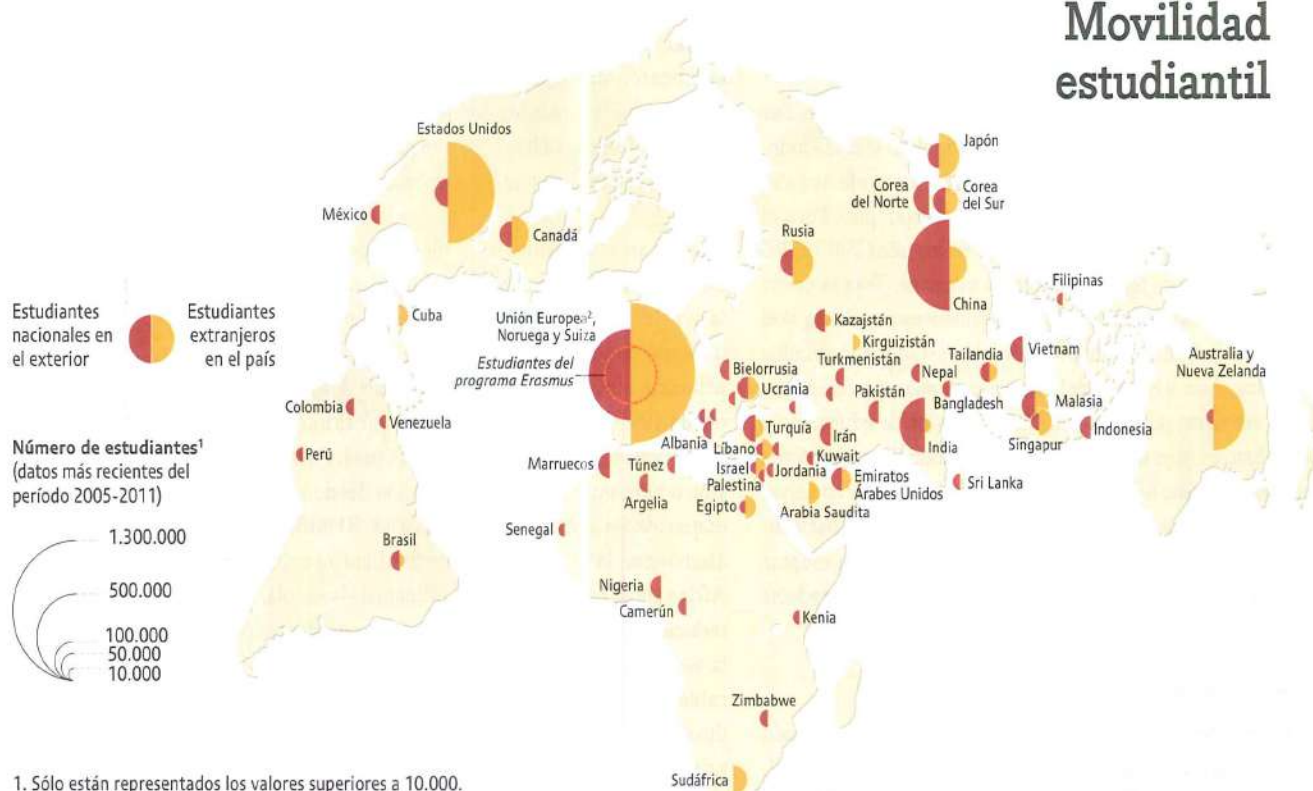 Movilidad
estudiantil
Estados Unidos
México
Canadá
Cuba
Japón
Corea
del Norte
Corea
del Sur
Rusia
China
Filipinas
Estudiantes
nacionales en
el exterior
Estudiantes
extranjeros
en el país
Unión Europea²,
Noruega y Suiza
Estudiantes del
programa Erasmus
Kazajstán
Kirguizistán
Turkmenistán
Bielorrusia
Ucrania
Nepal
Tailandia
Vietnam
Australia y
Nueva Zelanda
Pakistán
Bangladesh
Malasia
Colombia
Venezuela
Perú
Albania
Turquía
Irán
India
Singapur
Indonesia
Líbano
Kuwait
Marruecos
Túnez
Israel
Jordania
Palestina
Emiratos
Árabes Unidos
Sri Lanka
Argelia
Egipto
Arabia Saudita
Número de estudiantes¹
(datos más recientes del
período 2005-2011)
1.300.000
500.000
100.000
50.000
10.000
Senegal
Brasil
Nigeria
Camerún
Kenia
Zimbabwe
Sudáfrica
1. Sólo están representados los valores superiores a 10.000.